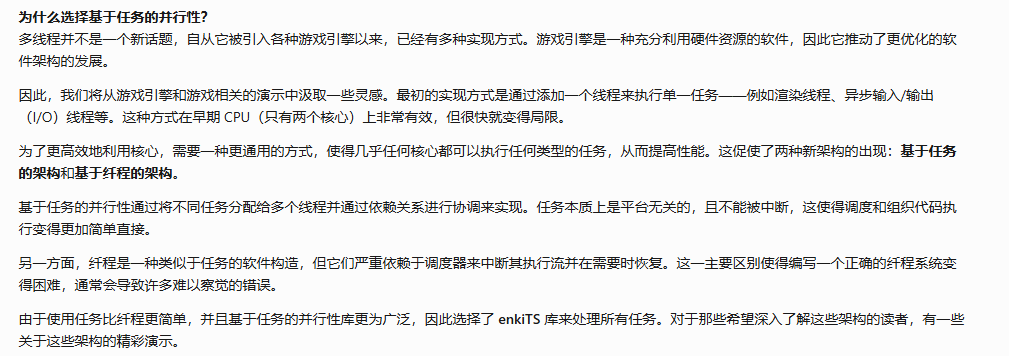 为什么选择基于任务的并行性？
多线程并不是一个新话题，自从它被引入各种游戏引擎以来，已经有多种实现方式。游戏引擎是一种充分利用硬件资源的软件，因此它推动了更优化的软
件架构的发展。
因此，我们将从游戏引擎和游戏相关的演示中汲取一些灵感。最初的实现方式是通过添加一个线程来执行单一任务——例如渲染线程、异步输入/输出
（I/O）线程等。这种方式在早期 CPU（只有两个核心）上非常有效，但很快就变得局限。
为了更高效地利用核心，需要一种更通用的方式，使得几乎任何核心都可以执行任何类型的任务，从而提高性能。这促使了两种新架构的出现：基于任务
的架构和基于纤程的架构。
基于任务的并行性通过将不同任务分配给多个线程并通过依赖关系进行协调来实现。任务本质上是平台无关的，且不能被中断，这使得调度和组织代码执
行变得更加简单直接。
另一方面，纤程是一种类似于任务的软件构造，但它们严重依赖于调度器来中断其执行流并在需要时恢复。这一主要区别使得编写一个正确的纤程系统变
得困难，通常会导致许多难以察觉的错误。
由于使用任务比纤程更简单，并且基于任务的并行性库更为广泛，因此选择了 enkiTS 库来处理所有任务。对于那些希望深入了解这些架构的读者，有一些
关于这些架构的精彩演示。